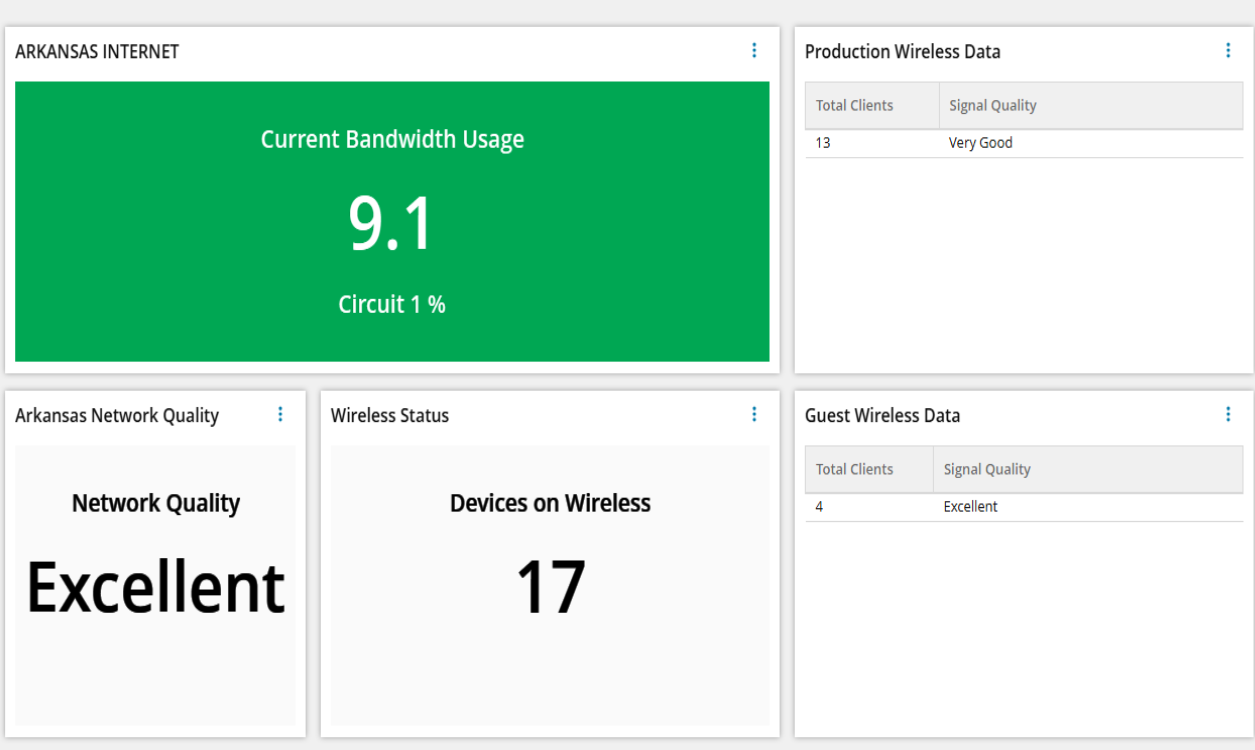 ARKANSAS INTERNET
Current Bandwidth Usage
9.1
Circuit 1 %
Production Wireless Data
Total Clients Signal Quality
13 Very Good
Arkansas Network Quality
Network Quality
Excellent
Wireless Status
Devices on Wireless
17
Guest Wireless Data
Total Clients Signal Quality
4 Excellent